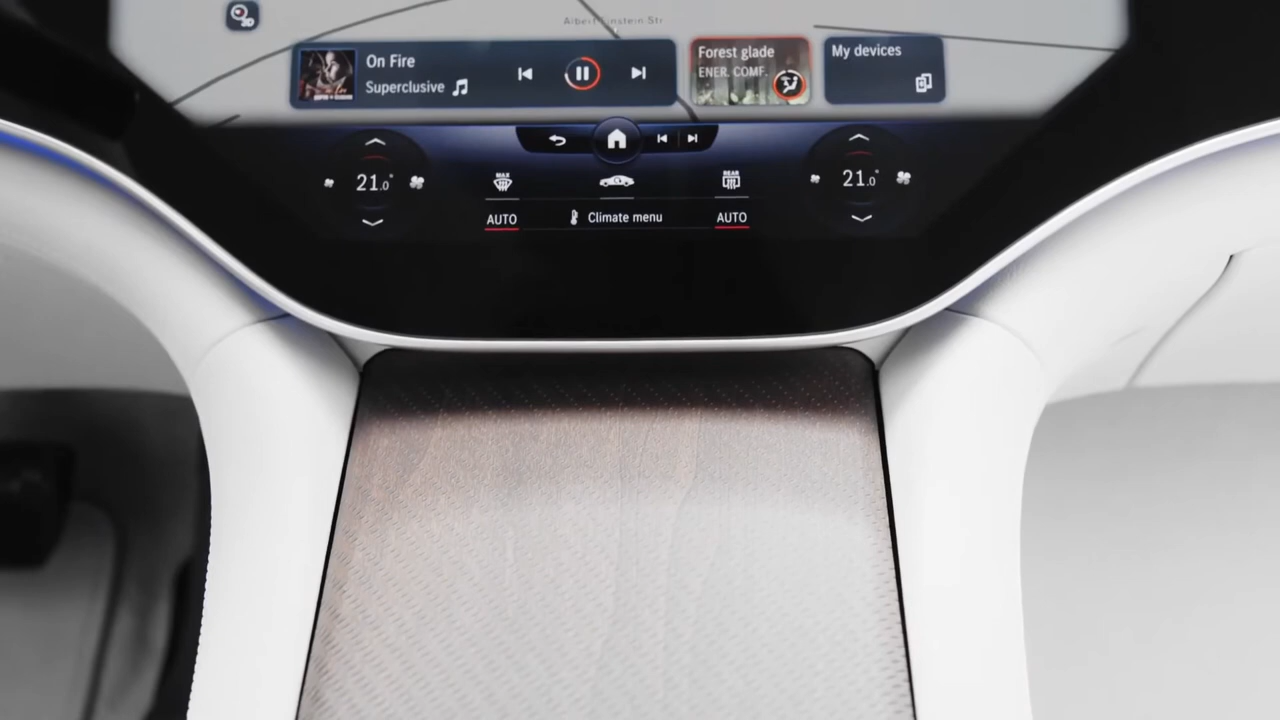 3D
Albert Einstein Str
On Fire
Superclusive
Forest glade
ENER. COMF.
My devices
21.0°
MAX
REAR
21.0°
AUTO
Climate menu
AUTO